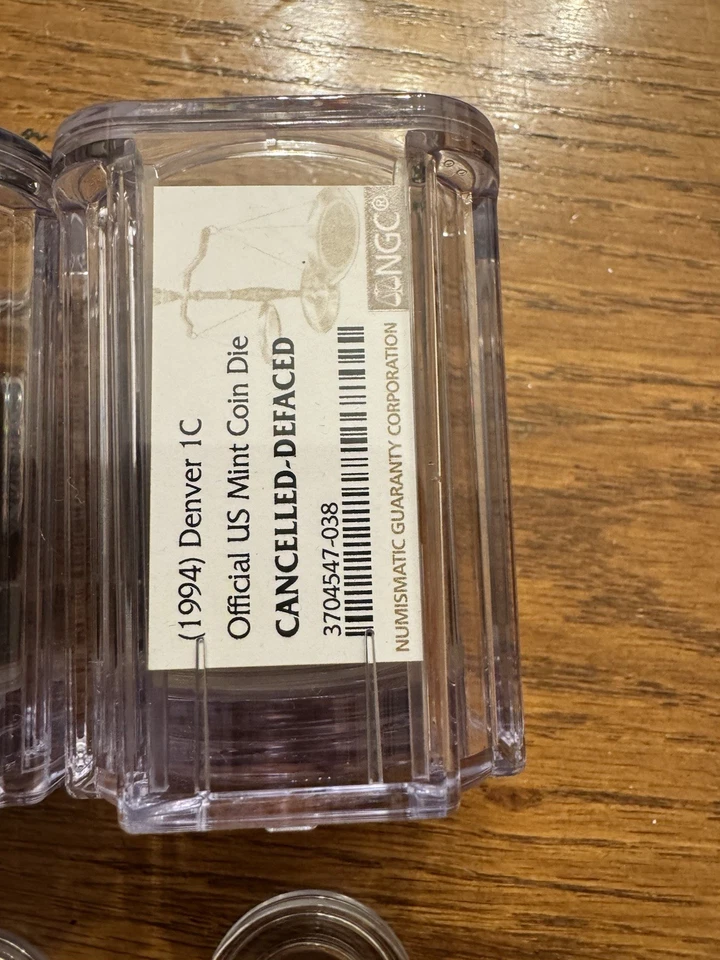 (1994) Denver 1C
Official US Mint Coin Die
CANCELLED-DEFACED
3704547-038
NGC®
NUMISMATIC GUARANTY CORPORATION